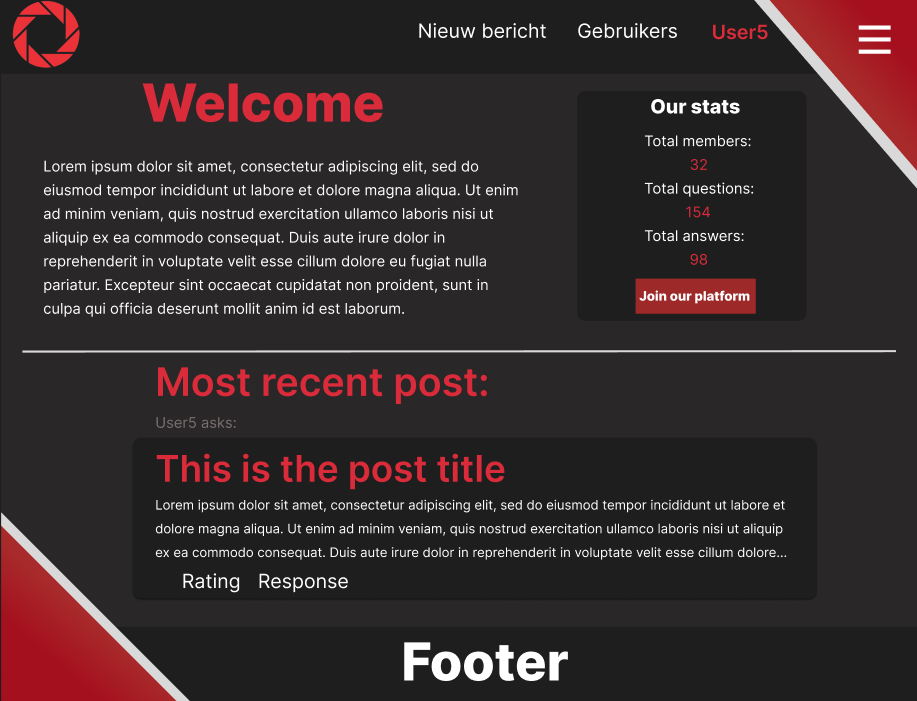 Nieuw bericht Gebruikers User5
Welcome
Lorem ipsum dolor sit amet, consectetur adipiscing elit, sed do
eiusmod tempor incididunt ut labore et dolore magna aliqua. Ut enim
ad minim veniam, quis nostrud exercitation ullamco laboris nisi ut
aliquip ex ea commodo consequat. Duis aute irure dolor in
reprehenderit in voluptate velit esse cillum dolore eu fugiat nulla
pariatur. Excepteur sint occaecat cupidatat non proident, sunt in
culpa qui officia deserunt mollit anim id est laborum.
Our stats
Total members:
32
Total questions:
154
Total answers:
98
Join our platform
Most recent post:
User5 asks:
This is the post title
Lorem ipsum dolor sit amet, consectetur adipiscing elit, sed do eiusmod tempor incididunt ut labore et
dolore magna aliqua. Ut enim ad minim veniam, quis nostrud exercitation ullamco laboris nisi ut aliquip
ex ea commodo consequat. Duis aute irure dolor in reprehenderit in voluptate velit esse cillum dolore...
Rating Response
Footer